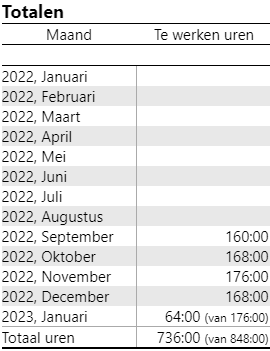 Totalen
Maand Te werken uren
2022, Januari
2022, Februari
2022, Maart
2022, April
2022, Mei
2022, Juni
2022, Juli
2022, Augustus
2022, September 160:00
2022, Oktober 168:00
2022, November 176:00
2022, December 168:00
2023, Januari 64:00 (van 176:00)
Totaal uren 736:00 (van 848:00)